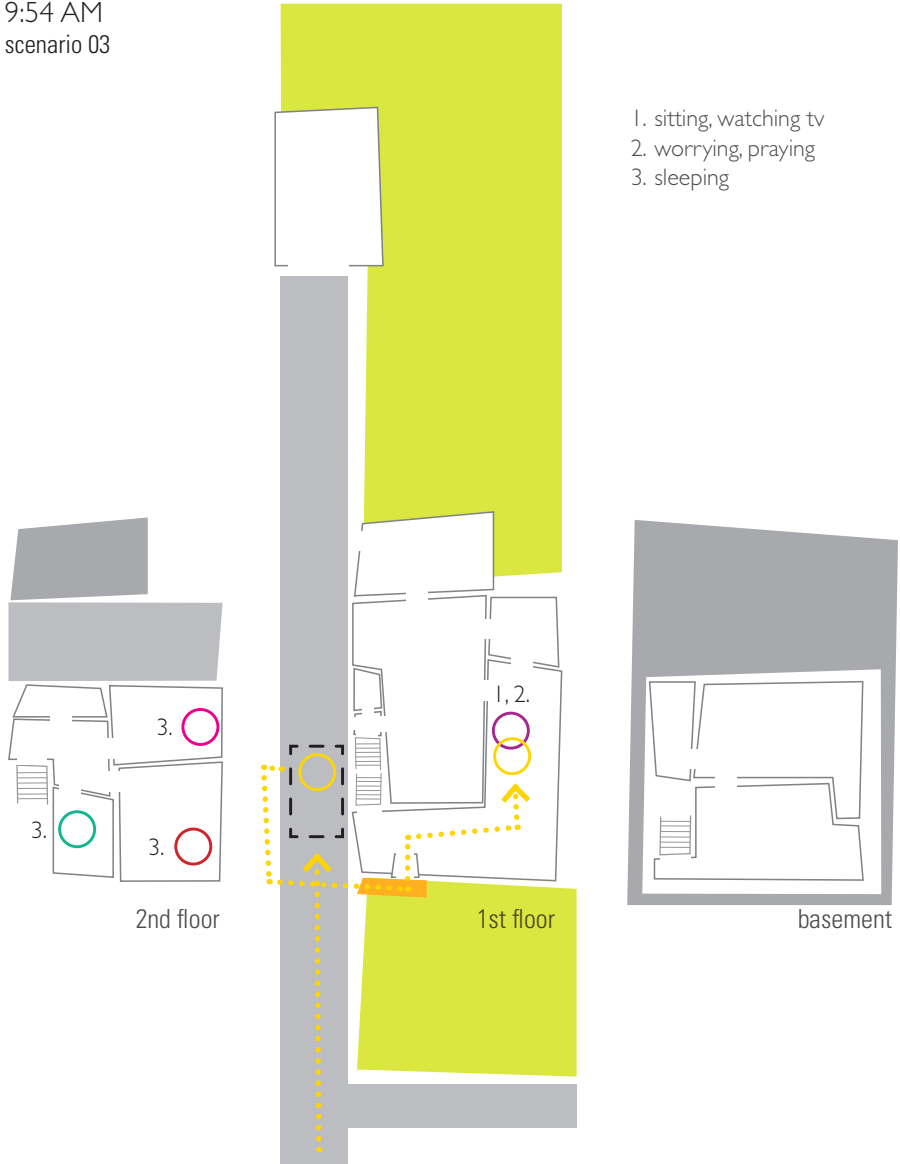 9:54 AM
scenario 03
1. sitting, watching tv
2. worrying, praying
3. sleeping
1, 2.
3.
3.
3.
2nd floor
1st floor
basement